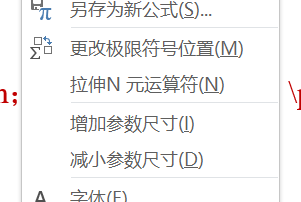 另存为新公式(S)...
更改极限符号位置(M)
n;
拉伸N 元运算符(N)
\p
增加参数尺寸(I)
减小参数尺寸(D)
字体(F)